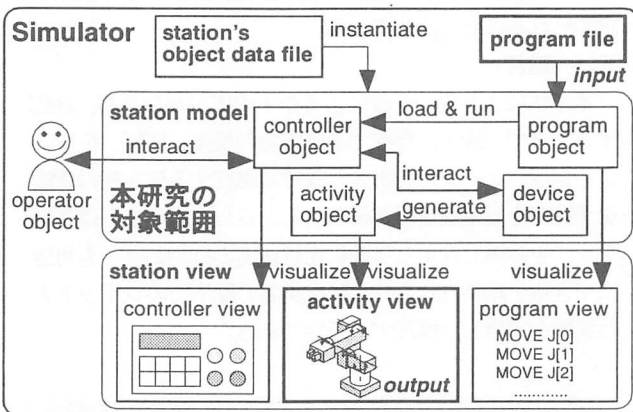 Simulator
station's
object data file
instantiate
program file
input
station model
controller
object
load & run
program
object
interact
operator
object
本研究の
対象範囲
activity
object
interact
generate
device
object
station view
visualize
visualize
visualize
controller view
activity view
output
program view
MOVE J[0]
MOVE J[1]
MOVE J[2]
............